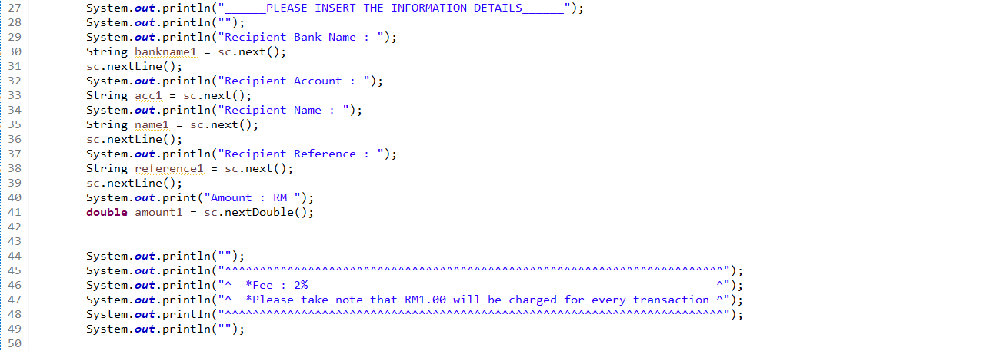 27 System.out.println("______PLEASE INSERT THE INFORMATION DETAILS______");
28 System.out.println("");
29 System.out.println("Recipient Bank Name : ");
30 String bankname1 = sc.next();
31 sc.nextLine();
32 System.out.println("Recipient Account : ");
33 String acc1 = sc.next();
34 System.out.println("Recipient Name : ");
35 String name1 = sc.next();
36 sc.nextLine();
37 System.out.println("Recipient Reference : ");
38 String reference1 = sc.next();
39 sc.nextLine();
40 System.out.print("Amount : RM ");
41 double amount1 = sc.nextDouble();
42
43
44 System.out.println("");
45 System.out.println("^^^^^^^^^^^^^^^^^^^^^^^^^^^^^^^^^^^^^^^^^^^^^^^^^^^^^^^^^^^^^^^^^^^^^^^^");
46 System.out.println("^  *Fee : 2%                                                           ^");
47 System.out.println("^  *Please take note that RM1.00 will be charged for every transaction ^");
48 System.out.println("^^^^^^^^^^^^^^^^^^^^^^^^^^^^^^^^^^^^^^^^^^^^^^^^^^^^^^^^^^^^^^^^^^^^^^^^");
49 System.out.println("");
50